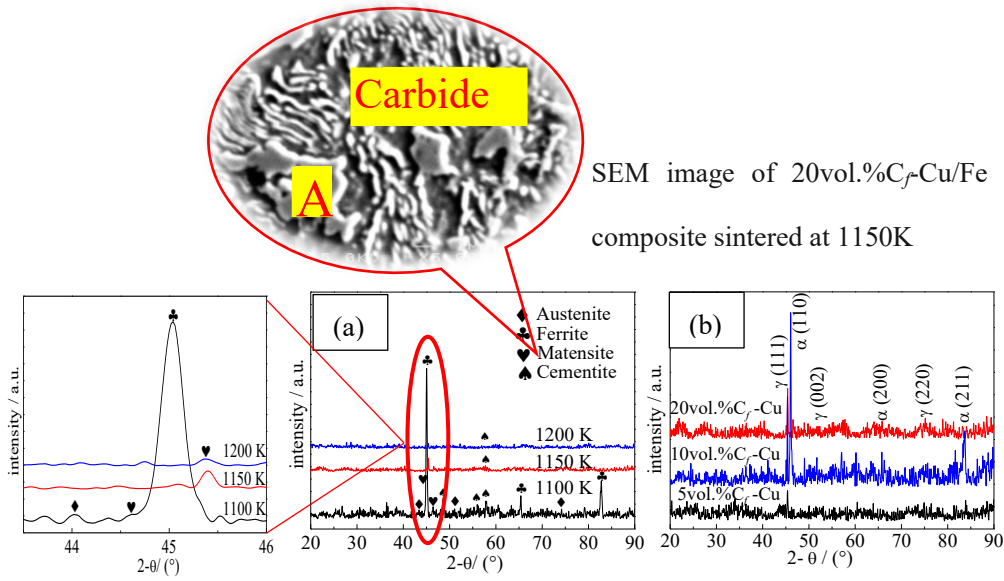 Carbide
A
SEM image of 20vol.%Cf-Cu/Fe
composite sintered at 1150K
intensity / a.u.
1200 K
1150 K
1100 K
♣
♥
♦
♥
44
45
46
2-θ/ (°)
(a)
♦ Austenite
♣ Ferrite
♥ Matensite
♠ Cementite
intensity / a.u.
1200 K
1150 K
1100 K
20 30 40 50 60 70 80 90
2-θ/ (°)
(b)
γ (111)
α (110)
γ (002)
α (200)
γ (220)
α (211)
intensity / a.u.
20vol.%Cf-Cu
10vol.%Cf-Cu
5vol.%Cf-Cu
20 30 40 50 60 70 80 90
2- θ / (°)